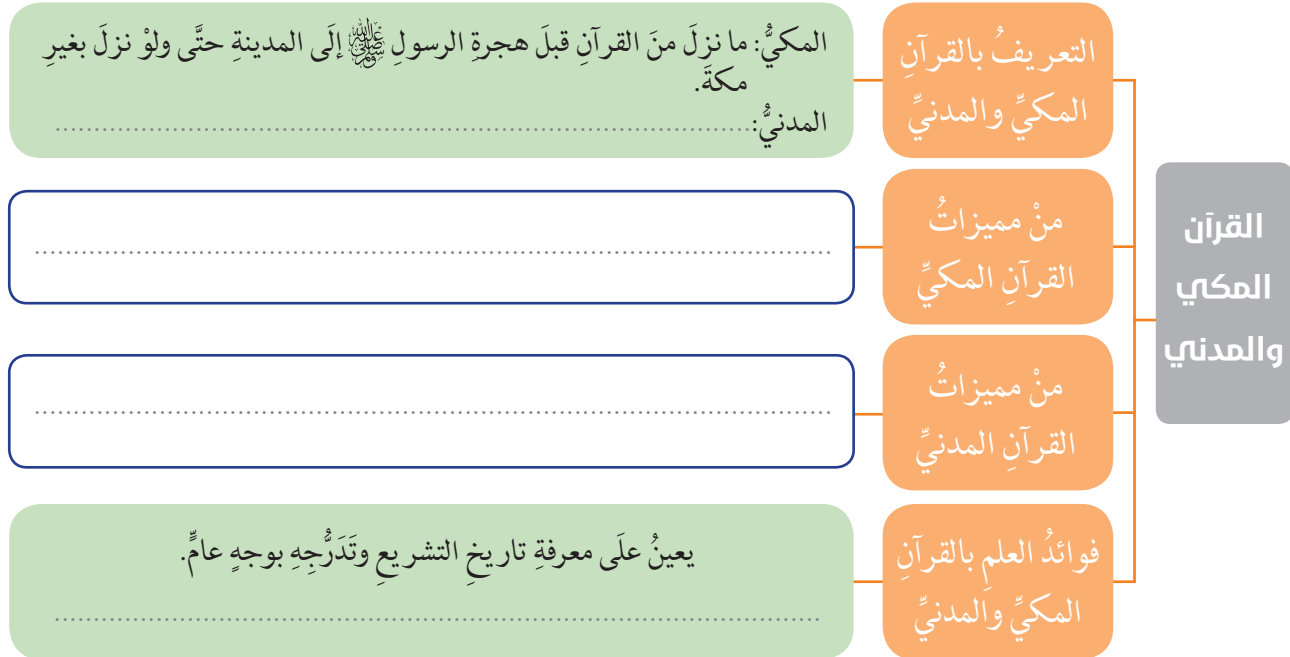 القرآن
المكي
والمدني
التعريفُ بالقرآنِ
المكيِّ والمدنيِّ
المكيُّ: ما نزلَ منَ القرآنِ قبلَ هجرةِ الرسولِ ﷺ إلَى المدينةِ حتَّى ولوْ نزلَ بغيرِ
مكةَ.
المدنيُّ:..........................................................................................
منْ مميزاتُ
القرآنِ المكيِّ
..........................................................................................
منْ مميزاتُ
القرآنِ المدنيِّ
..........................................................................................
فوائدُ العلمِ بالقرآنِ
المكيِّ والمدنيِّ
يعينُ علَى معرفةِ تاريخِ التشريعِ وتَدَرُّجِهِ بوجهٍ عامٍّ.
..........................................................................................